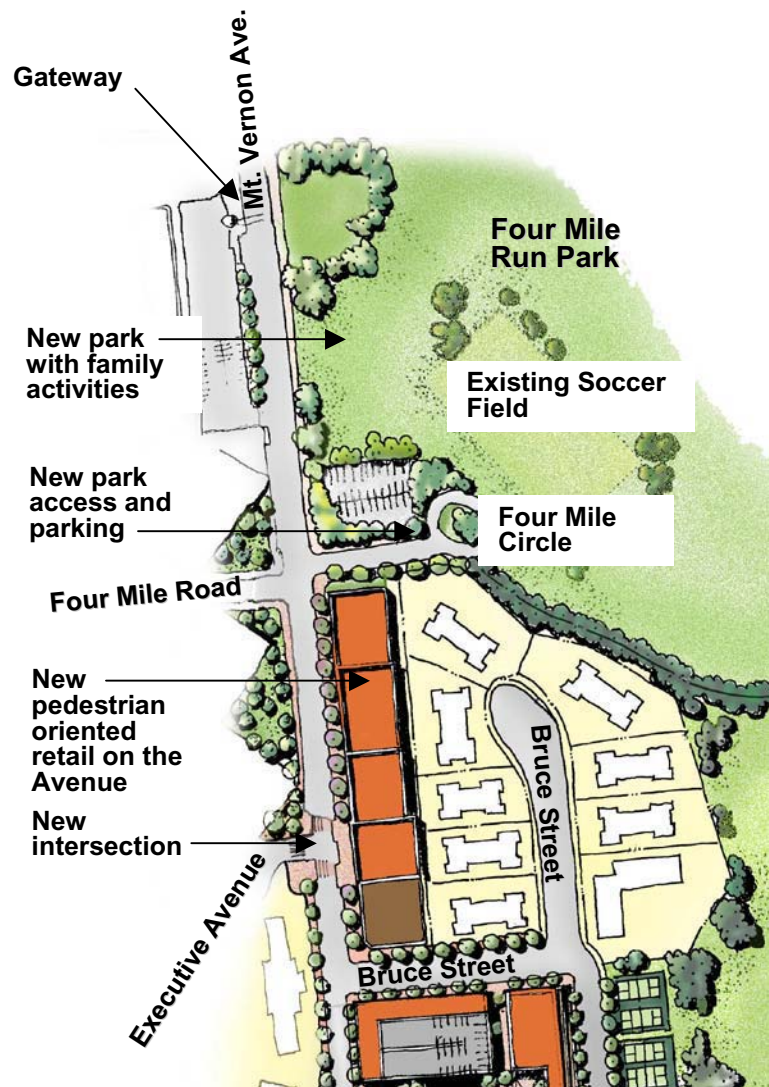 Mt. Vernon Ave.
Gateway
Four Mile
Run Park
New park
with family
activities
Existing Soccer
Field
New park
access and
parking
Four Mile
Circle
Four Mile Road
New
pedestrian
oriented
retail on the
Avenue
Bruce Street
New
intersection
Executive Avenue
Bruce Street